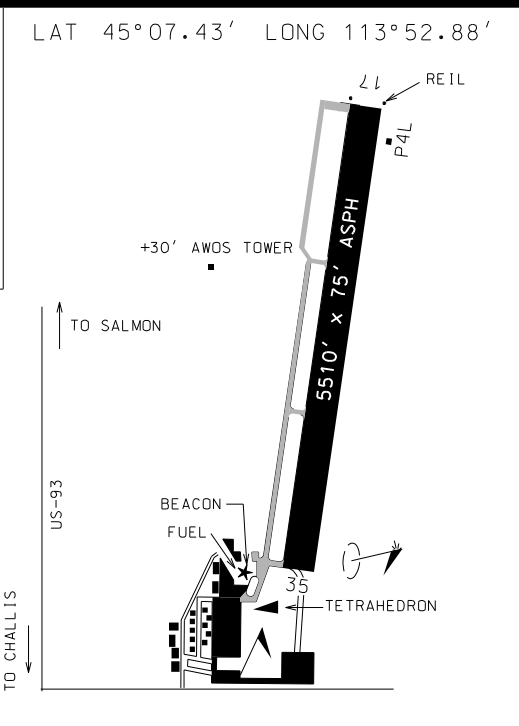 LAT 45°07.43′ LONG 113°52.88′
17
REIL
P4L
+30′ AWOS TOWER
5510′ × 75′ ASPH
TO SALMON
US-93
BEACON
FUEL
35
TETRAHEDRON
TO CHALLIS